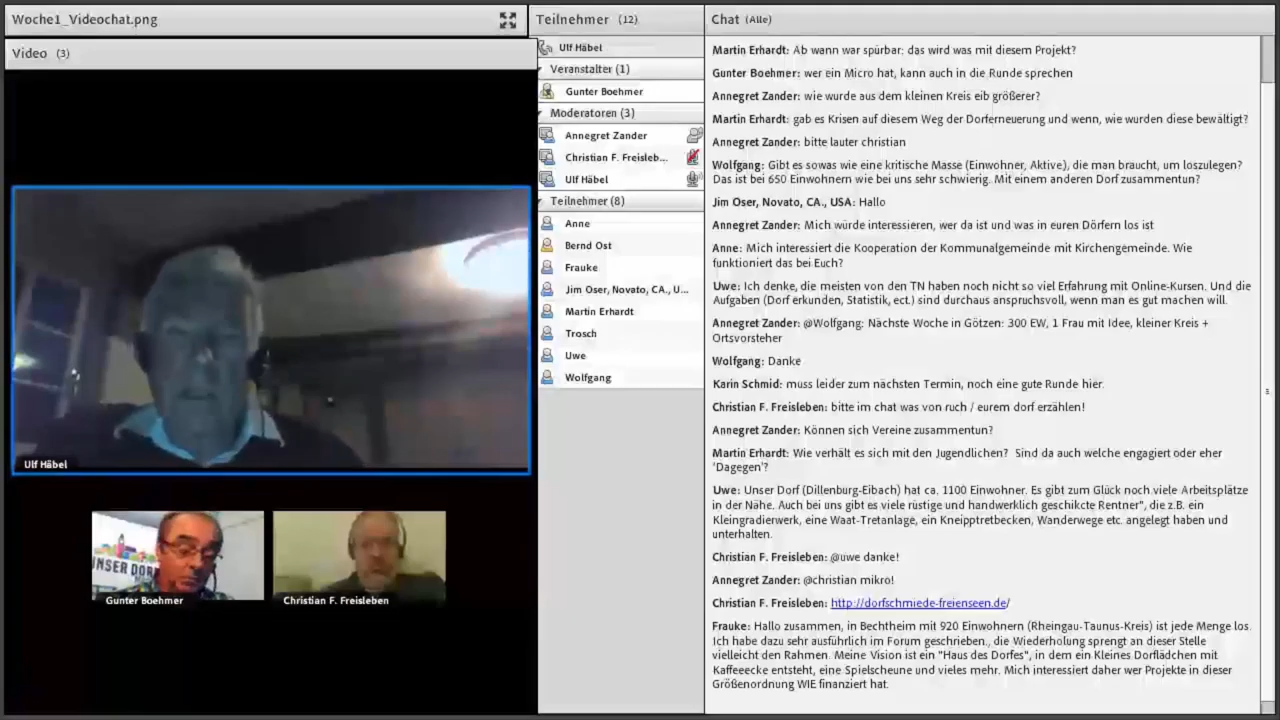 Woche1_Videochat.png
Video (3)
Ulf Häbel
UNSER DORF
Gunter Boehmer
Christian F. Freisleben
Teilnehmer (12)
Ulf Häbel
Veranstalter (1)
Gunter Boehmer
Moderatoren (3)
Annegret Zander
Christian F. Freisleb...
Ulf Häbel
Teilnehmer (8)
Anne
Bernd Ost
Frauke
Jim Oser, Novato, CA., U...
Martin Erhardt
Trosch
Uwe
Wolfgang
Chat (Alle)
Martin Erhardt: Ab wann war spürbar: das wird was mit diesem Projekt?
Gunter Boehmer: wer ein Micro hat, kann auch in die Runde sprechen
Annegret Zander: wie wurde aus dem kleinen Kreis eib größerer?
Martin Erhardt: gab es Krisen auf diesem Weg der Dorferneuerung und wenn, wie wurden diese bewältigt?
Annegret Zander: bitte lauter christian
Wolfgang: Gibt es sowas wie eine kritische Masse (Einwohner, Aktive), die man braucht, um loszulegen?
Das ist bei 650 Einwohnern wie bei uns sehr schwierig. Mit einem anderen Dorf zusammentun?
Jim Oser, Novato, CA., USA: Hallo
Annegret Zander: Mich würde interessieren, wer da ist und was in euren Dörfern los ist
Anne: Mich interessiert die Kooperation der Kommunalgemeinde mit Kirchengemeinde. Wie
funktioniert das bei Euch?
Uwe: Ich denke, die meisten von den TN haben noch nicht so viel Erfahrung mit Online-Kursen. Und die
Aufgaben (Dorf erkunden, Statistik, ect.) sind durchaus anspruchsvoll, wenn man es gut machen will.
Annegret Zander: @Wolfgang: Nächste Woche in Götzen: 300 EW, 1 Frau mit Idee, kleiner Kreis +
Ortsvorsteher
Wolfgang: Danke
Karin Schmid: muss leider zum nächsten Termin, noch eine gute Runde hier.
Christian F. Freisleben: bitte im chat was von ruch / eurem dorf erzählen!
Annegret Zander: Können sich Vereine zusammentun?
Martin Erhardt: Wie verhält es sich mit den Jugendlichen? Sind da auch welche engagiert oder eher
'Dagegen'?
Uwe: Unser Dorf (Dillenburg-Eibach) hat ca. 1100 Einwohner. Es gibt zum Glück noch viele Arbeitsplätze
in der Nähe. Auch bei uns gibt es viele rüstige und handwerklich geschikcte Rentner", die z.B. ein
Kleingradierwerk, eine Waat-Tretanlage, ein Kneipptretbecken, Wanderwege etc. angelegt haben und
unterhalten.
Christian F. Freisleben: @uwe danke!
Annegret Zander: @christian mikro!
Christian F. Freisleben: http://dorfschmiede-freienseen.de/
Frauke: Hallo zusammen, in Bechtheim mit 920 Einwohnern (Rheingau-Taunus-Kreis) ist jede Menge los.
Ich habe dazu sehr ausführlich im Forum geschrieben., die Wiederholung sprengt an dieser Stelle
vielleicht den Rahmen. Meine Vision ist ein "Haus des Dorfes", in dem ein Kleines Dorflädchen mit
Kaffeeecke entsteht, eine Spielscheune und vieles mehr. Mich interessiert daher wer Projekte in dieser
Größenordnung WIE finanziert hat.